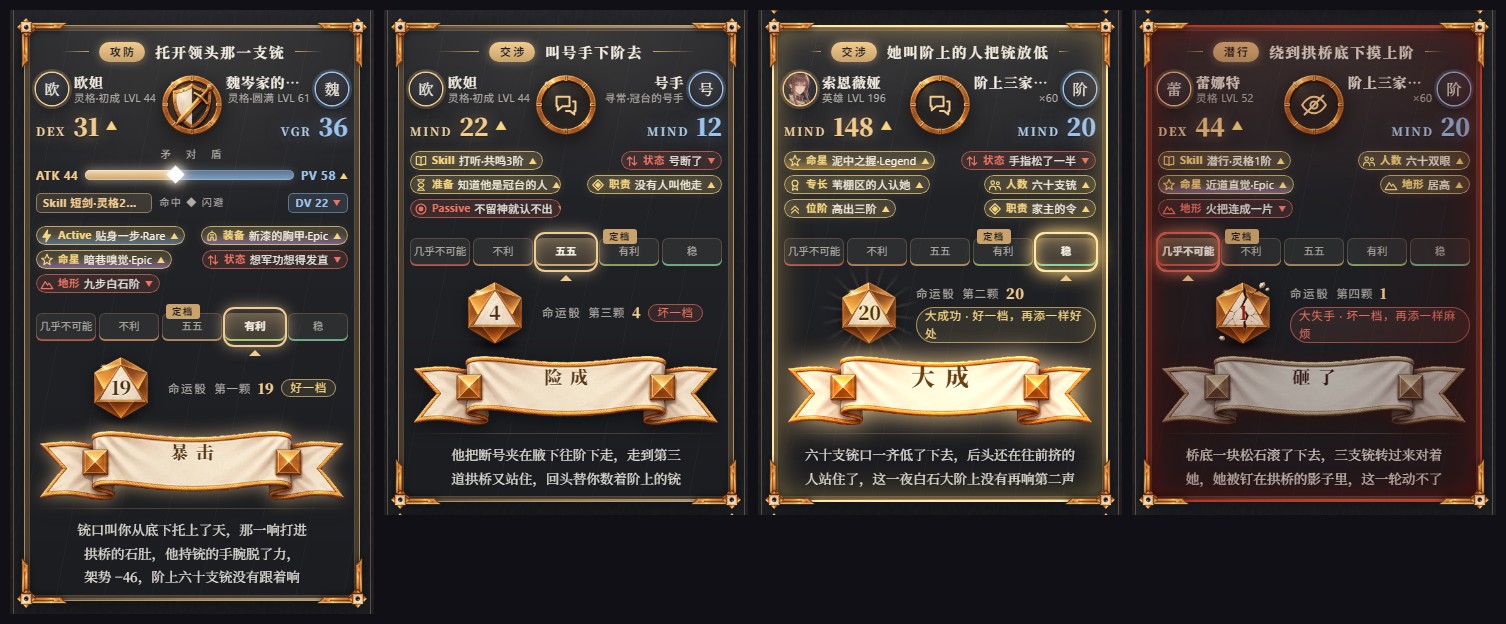 攻防 托开领头那一支铳
欧 欧妲 灵格·初成 LVL 44
魏岑家的… 灵格·圆满 LVL 61 魏
DEX 31
VGR 36
矛 对 盾
ATK 44
PV 58
Skill 短剑·灵格2…
命中 ◆ 闪避
DV 22
Active 贴身一步·Rare
装备 新漆的胸甲·Epic
命星 暗巷嗅觉·Epic
状态 想军功想得发直
地形 九步白石阶
定档
几乎不可能 不利 五五 有利 稳
19
命运骰 第一颗 19 好一档
暴击
铳口叫你从底下托上了天，那一响打进
拱桥的石肚，他持铳的手腕脱了力，
架势 −46，阶上六十支铳没有跟着响
交涉 叫号手下阶去
欧 欧妲 灵格·初成 LVL 44
号手 寻常·冠台的号手 号
MIND 22
MIND 12
Skill 打听·共鸣3阶
状态 号断了
准备 知道他是冠台的人
职责 没有人叫他走
Passive 不留神就认不出
定档
几乎不可能 不利 五五 有利 稳
4
命运骰 第三颗 4 坏一档
险成
他把断号夹在腋下往阶下走，走到第三
道拱桥又站住，回头替你数着阶上的铳
交涉 她叫阶上的人把铳放低
索恩薇娅 英雄 LVL 196
阶上三家… ×60 阶
MIND 148
MIND 20
命星 泥中之握·Legend
状态 手指松了一半
专长 苇棚区的人认她
人数 六十支铳
位阶 高出三阶
职责 家主的令
定档
几乎不可能 不利 五五 有利 稳
20
命运骰 第二颗 20
大成功 · 好一档，再添一样好
处
大成
六十支铳口一齐低了下去，后头还在往前挤的
人站住了，这一夜白石大阶上没有再响第二声
潜行 绕到拱桥底下摸上阶
蕾 蕾娜特 灵格 LVL 52
阶上三家… ×60 阶
DEX 44
MIND 20
Skill 潜行·灵格1阶
人数 六十双眼
命星 近道直觉·Epic
地形 居高
地形 火把连成一片
定档
几乎不可能 不利 五五 有利 稳
1
命运骰 第四颗 1
大失手 · 坏一档，再添一样麻
烦
砸了
桥底一块松石滚了下去，三支铳转过来对着
她，她被钉在拱桥的影子里，这一轮动不了